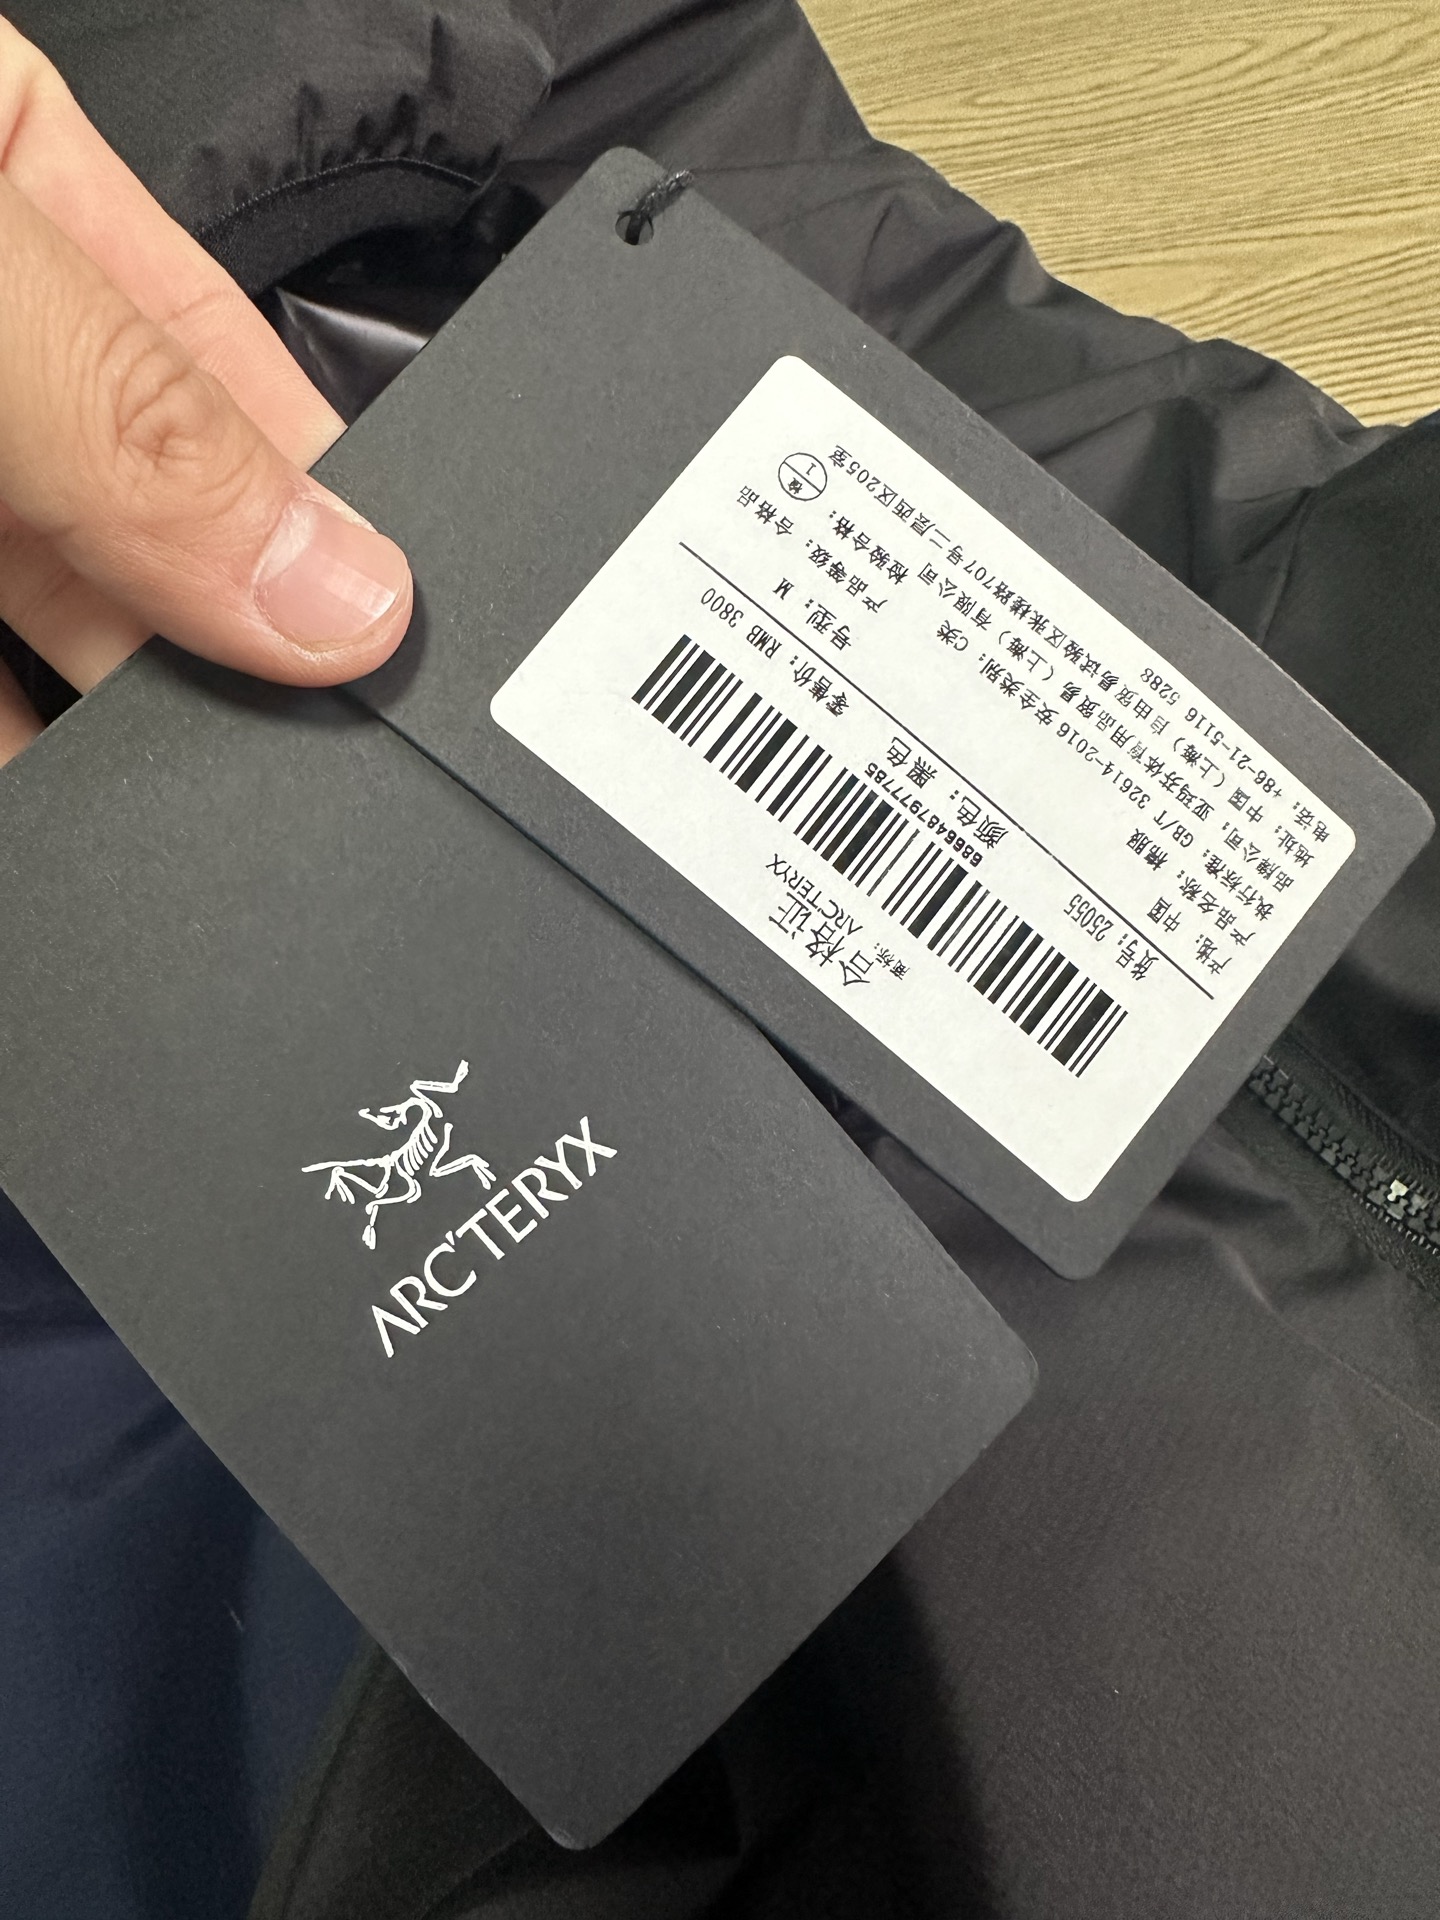 合格证
商标: ARC'TERYX
6866487977785
货号: 25055
颜色: 黑色
零售价: RMB 3800
产地: 中国
号型: M
产品名称: 棉服
产品等级: 合格品
执行标准: GB/T 32614-2016 安全类别: C类
检验合格: 检 1
品牌公司: 亚玛芬体育用品贸易(上海)有限公司
地址: 中国(上海)自由贸易试验区张杨路707号二层西区205室
电话: +86-21-5116 5288
ARC'TERYX